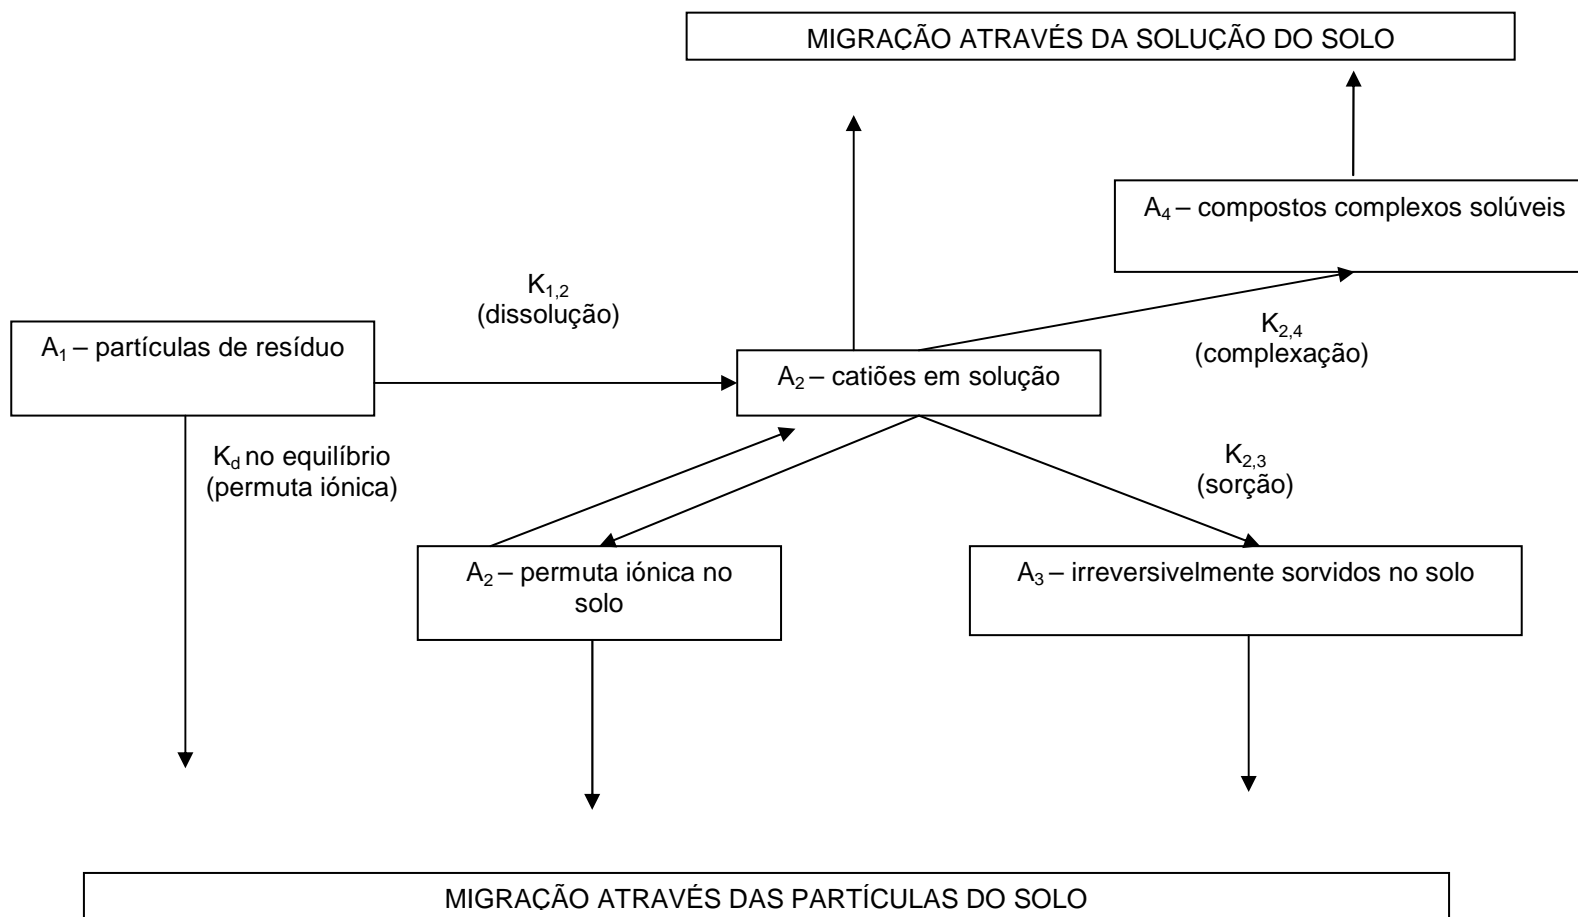 MIGRAÇÃO ATRAVÉS DA SOLUÇÃO DO SOLO
A4 – compostos complexos solúveis
K1,2
(dissolução)
A1 – partículas de resíduo
K2,4
(complexação)
A2 – catiões em solução
Kd no equilíbrio
(permuta iónica)
K2,3
(sorção)
A2 – permuta iónica no
solo
A3 – irreversivelmente sorvidos no solo
MIGRAÇÃO ATRAVÉS DAS PARTÍCULAS DO SOLO